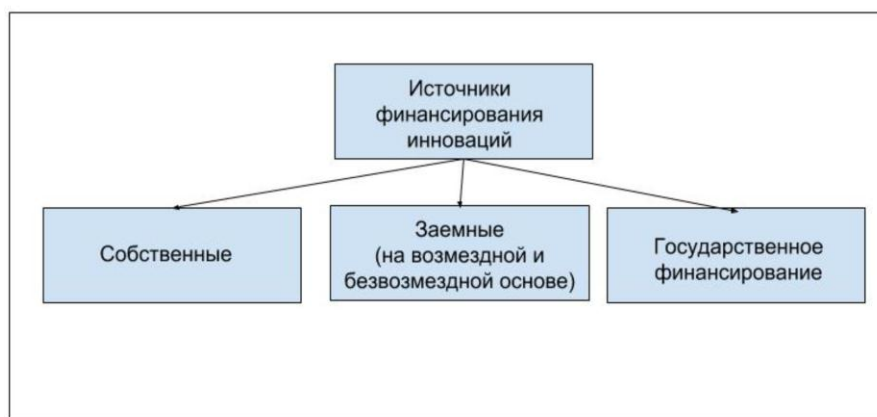 Источники
финансирования
инноваций
Собственные
Заемные
(на возмездной и
безвозмездной основе)
Государственное
финансирование